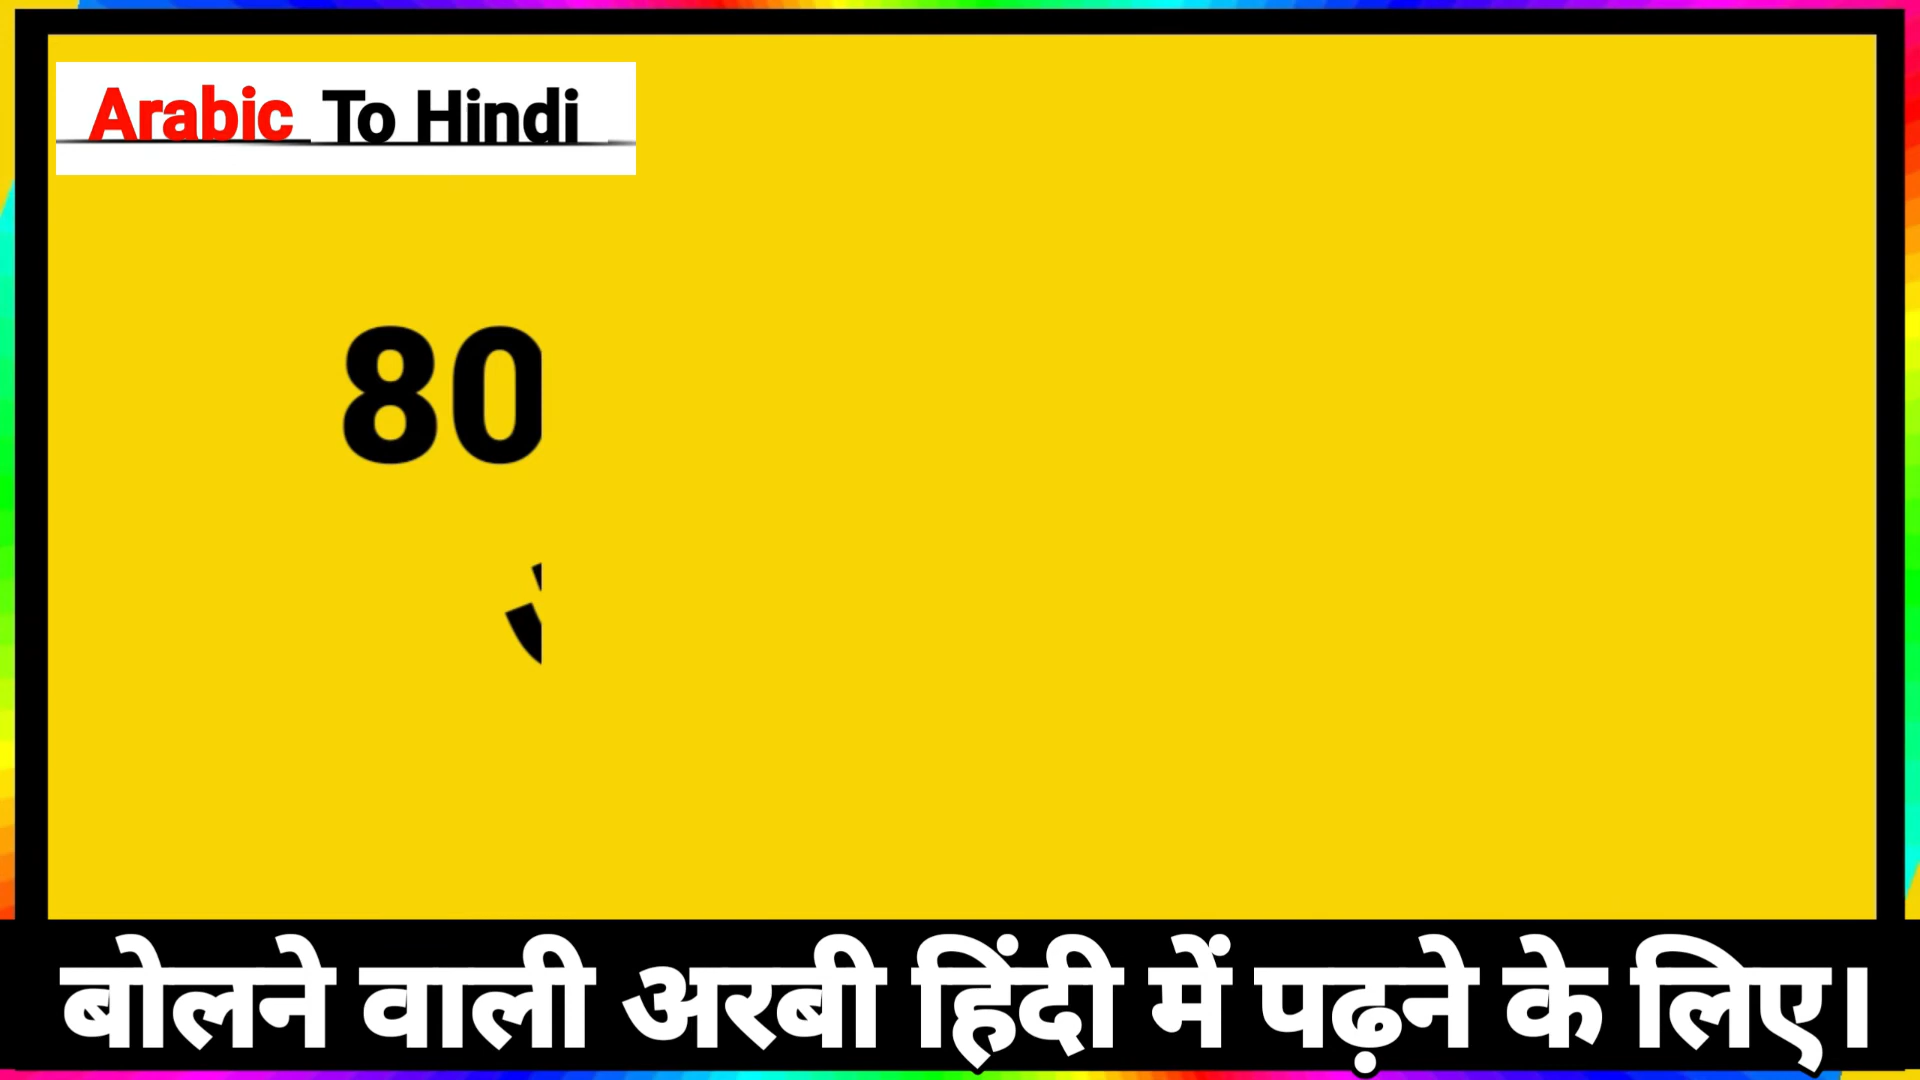 Arabic To Hindi
80
बोलने वाली अरबी हिंदी में पढ़ने के लिए।